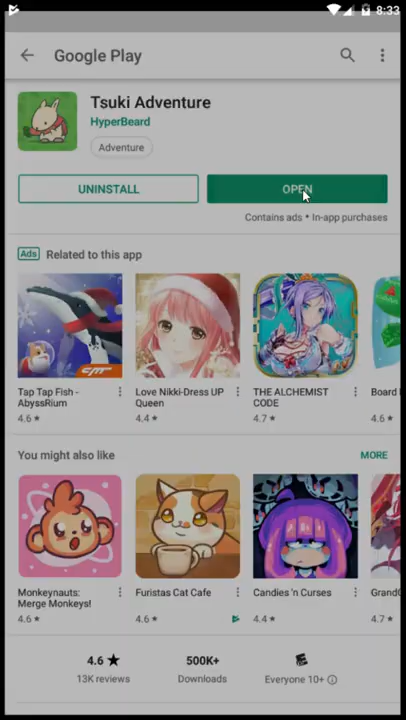 8:33
Google Play
Tsuki Adventure
HyperBeard
Adventure
UNINSTALL
OPEN
Contains ads • In-app purchases
Ads Related to this app
Tap Tap Fish - AbyssRium
4.6 ★
Love Nikki-Dress UP Queen
4.4 ★
THE ALCHEMIST CODE
4.7 ★
Board
4.6
You might also like
MORE
Monkeynauts: Merge Monkeys!
4.6 ★
Furistas Cat Cafe
4.6 ★
Candies 'n Curses
4.4 ★
Grand
4.7
4.6 ★
13K reviews
500K+
Downloads
E
Everyone 10+